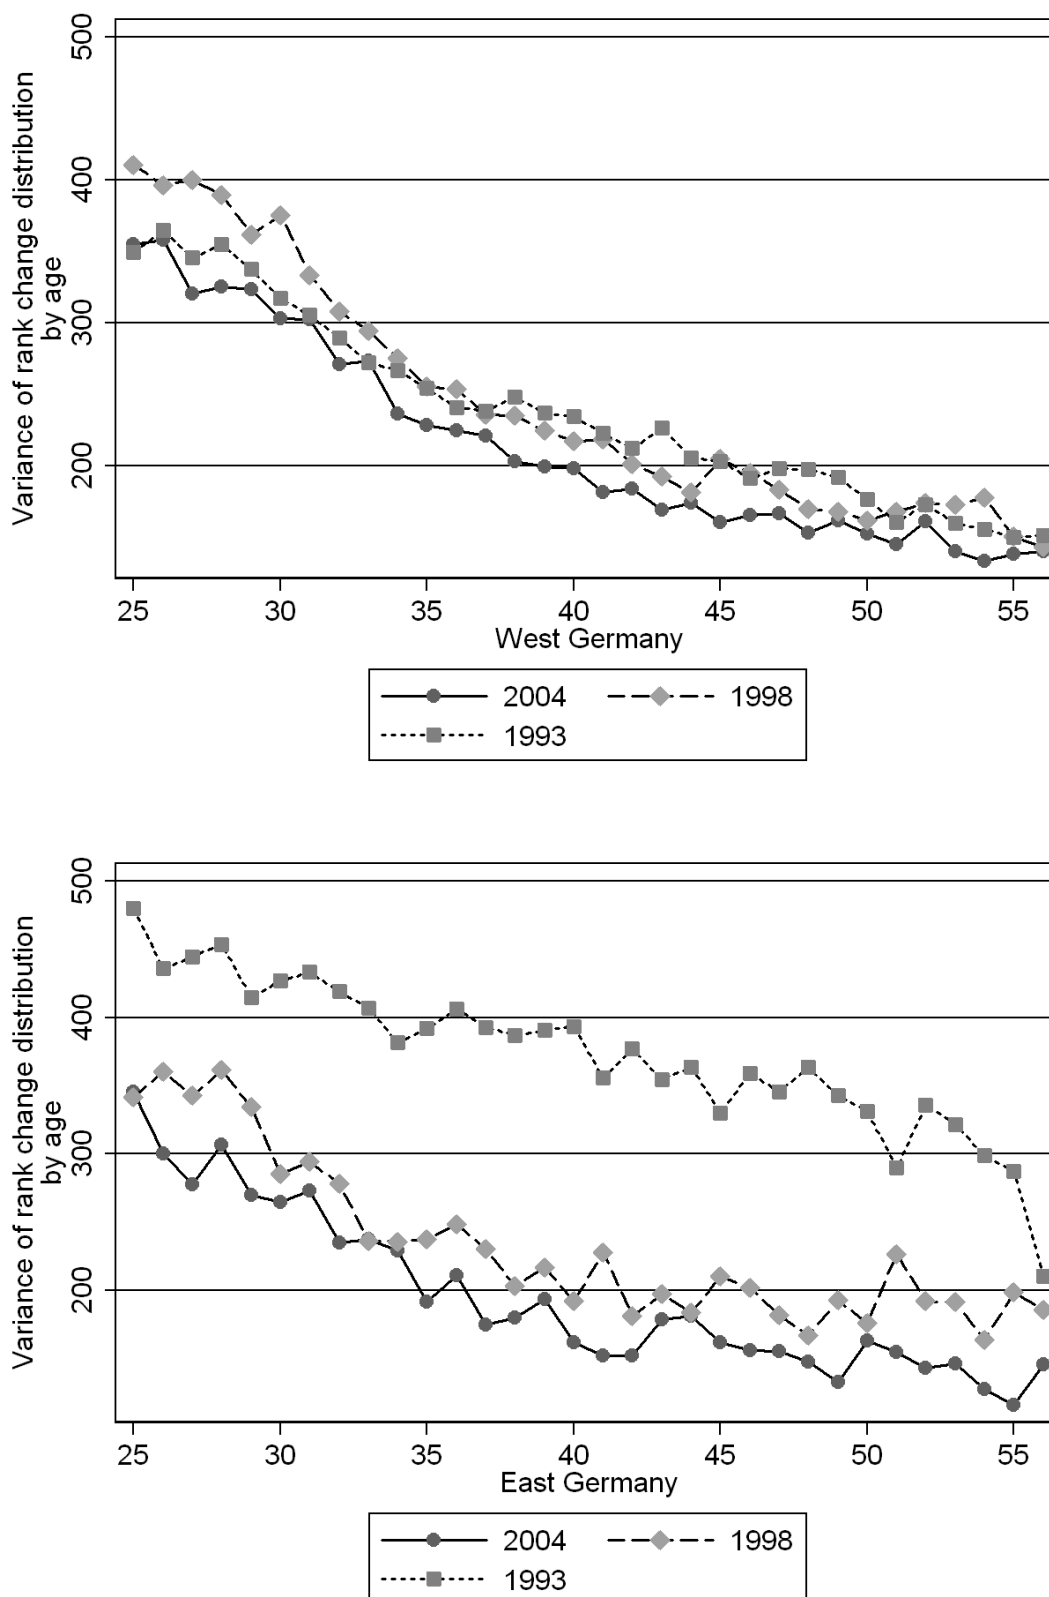 500
400
300
200
Variance of rank change distribution
by age
25 30 35 40 45 50 55
West Germany
2004 1998
1993
500
400
300
200
Variance of rank change distribution
by age
25 30 35 40 45 50 55
East Germany
2004 1998
1993